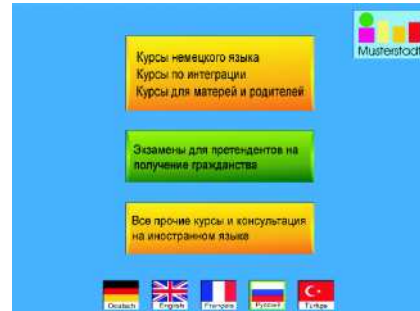 Musterstadt
Курсы немецкого языка
Курсы по интеграции
Курсы для матерей и родителей
Экзамены для претендентов на
получение гражданства
Все прочие курсы и консультация
на иностранном языке
Deutsch English Français Русский Türkçe